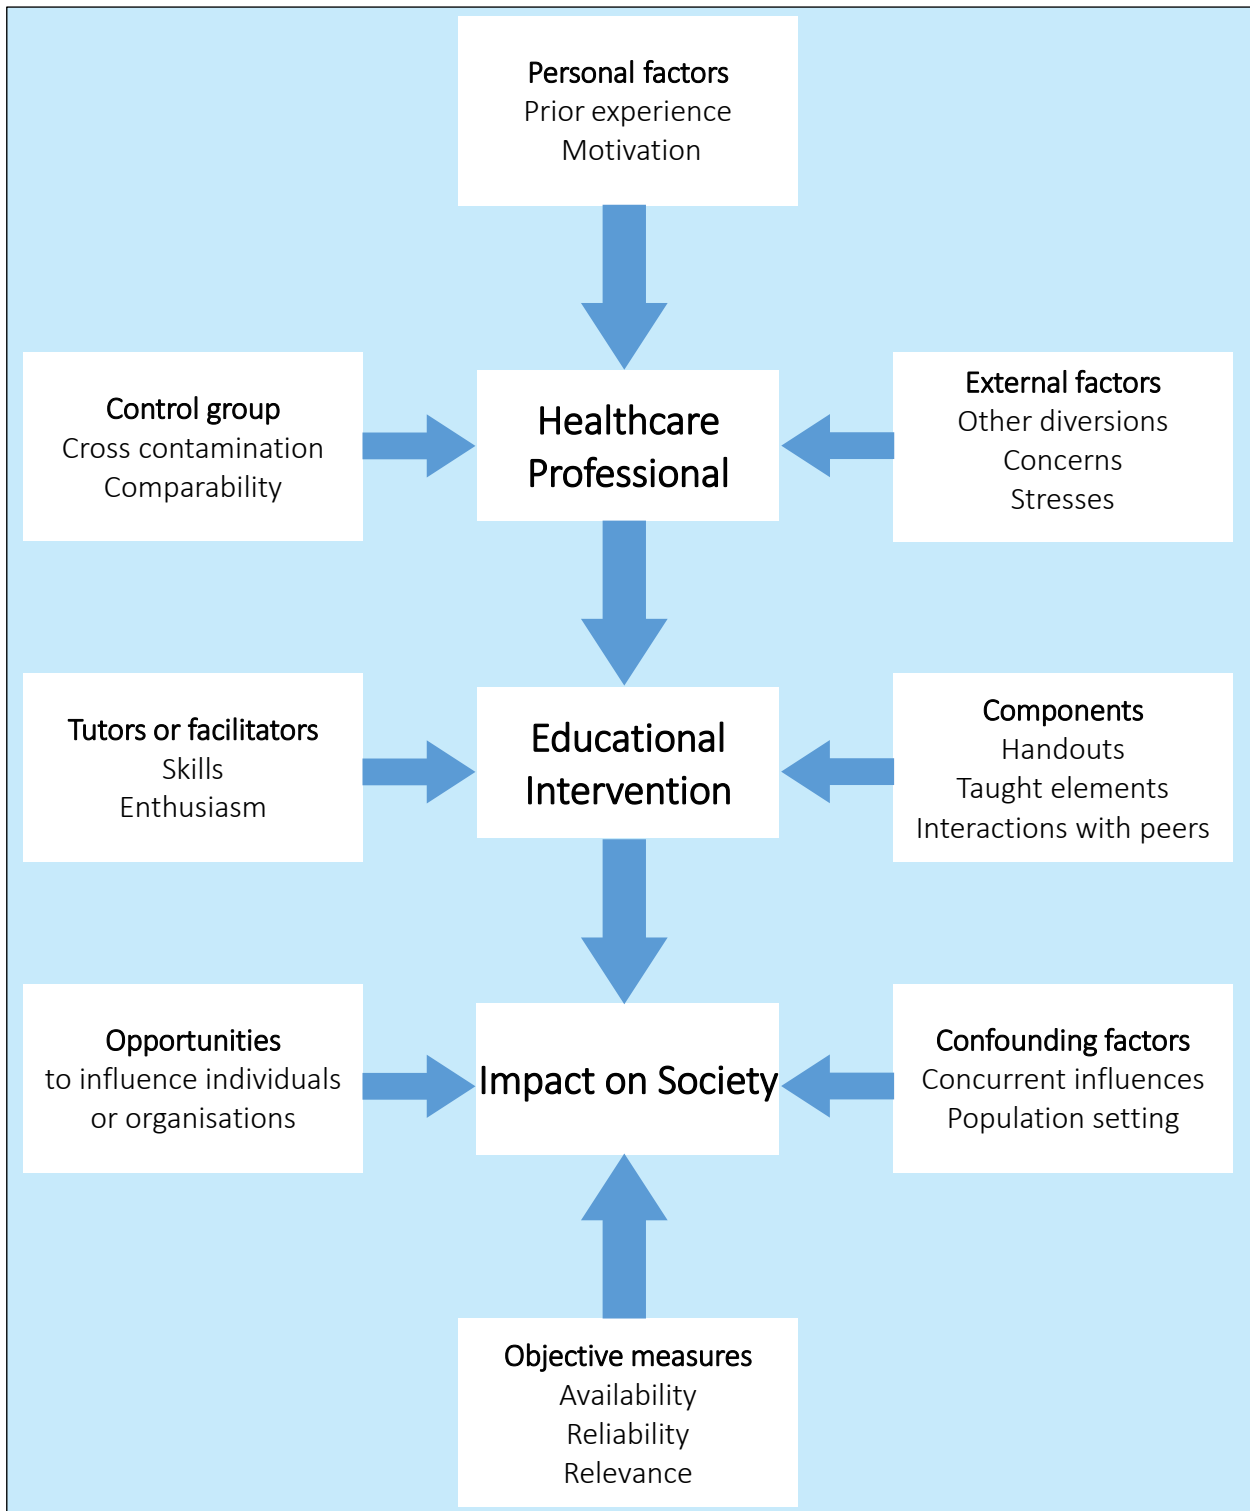 Personal factors
Prior experience
Motivation
Control group
Cross contamination
Comparability
Healthcare
Professional
External factors
Other diversions
Concerns
Stresses
Tutors or facilitators
Skills
Enthusiasm
Educational
Intervention
Components
Handouts
Taught elements
Interactions with peers
Opportunities
to influence individuals
or organisations
Impact on Society
Confounding factors
Concurrent influences
Population setting
Objective measures
Availability
Reliability
Relevance